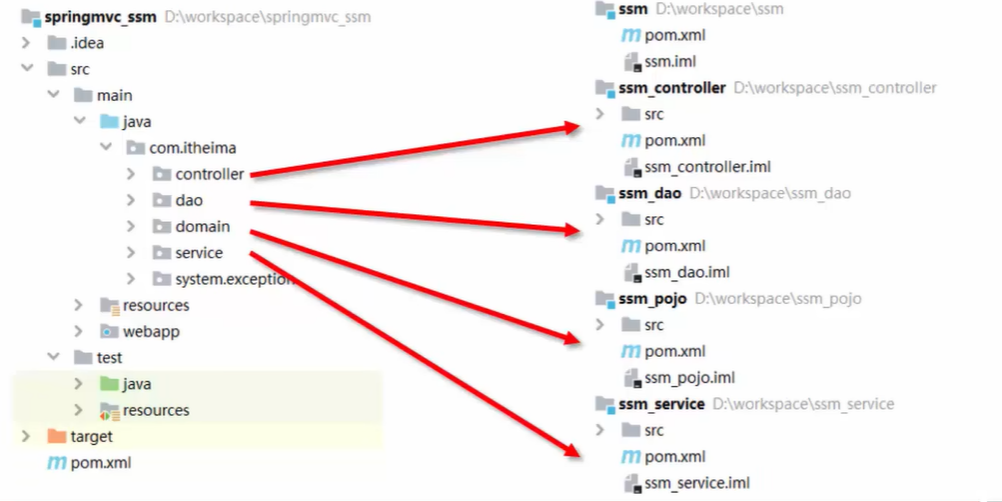 springmvc_ssm D:\workspace\springmvc_ssm
.idea
src
main
java
com.itheima
controller
dao
domain
service
system.exception
resources
webapp
test
java
resources
target
pom.xml
ssm D:\workspace\ssm
pom.xml
ssm.iml
ssm_controller D:\workspace\ssm_controller
src
pom.xml
ssm_controller.iml
ssm_dao D:\workspace\ssm_dao
src
pom.xml
ssm_dao.iml
ssm_pojo D:\workspace\ssm_pojo
src
pom.xml
ssm_pojo.iml
ssm_service D:\workspace\ssm_service
src
pom.xml
ssm_service.iml